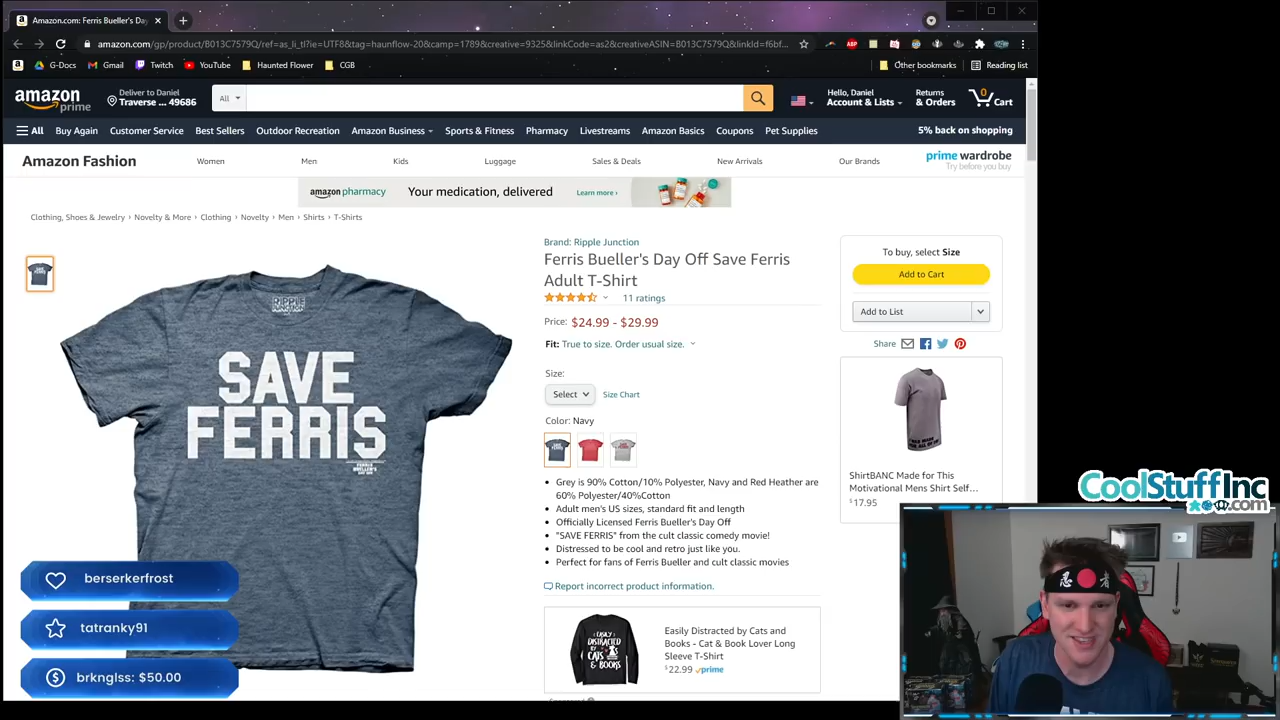 Amazon.com: Ferris Bueller's Day
amazon.com/gp/product/B013C7579Q/ref=as_li_tl?ie=UTF8&tag=haunflow-20&camp=1789&creative=9325&linkCode=as2&creativeASIN=B013C7579Q&linkId=f6bf...
G-Docs Gmail Twitch YouTube Haunted Flower CGB Other bookmarks Reading list
amazon prime
Deliver to Daniel
Traverse ... 49686
All
Hello, Daniel
Account & Lists
Returns
& Orders
0
Cart
All Buy Again Customer Service Best Sellers Outdoor Recreation Amazon Business Sports & Fitness Pharmacy Livestreams Amazon Basics Coupons Pet Supplies 5% back on shopping
Amazon Fashion Women Men Kids Luggage Sales & Deals New Arrivals Our Brands prime wardrobe
Try before you buy
amazon pharmacy Your medication, delivered Learn more ›
Clothing, Shoes & Jewelry › Novelty & More › Clothing › Novelty › Men › Shirts › T-Shirts
RIPPLE
JUNCTION
SAVE
FERRIS
FERRIS
BUELLER'S
DAY OFF
Brand: Ripple Junction
Ferris Bueller's Day Off Save Ferris
Adult T-Shirt
11 ratings
Price: $24.99 - $29.99
Fit: True to size. Order usual size.
Size:
Select Size Chart
Color: Navy
• Grey is 90% Cotton/10% Polyester, Navy and Red Heather are
60% Polyester/40%Cotton
• Adult men's US sizes, standard fit and length
• Officially Licensed Ferris Bueller's Day Off
• "SAVE FERRIS" from the cult classic comedy movie!
• Distressed to be cool and retro just like you.
• Perfect for fans of Ferris Bueller and cult classic movies
Report incorrect product information.
EASILY
DISTRACTED
BY
CATS
& BOOKS
Easily Distracted by Cats and
Books - Cat & Book Lover Long
Sleeve T-Shirt
$22.99 prime
To buy, select Size
Add to Cart
Add to List
Share
ShirtBANC Made for This
Motivational Mens Shirt Self...
$17.95
CoolStuffInc
.com
忍 者
berserkerfrost
tatranky91
brknglss: $50.00